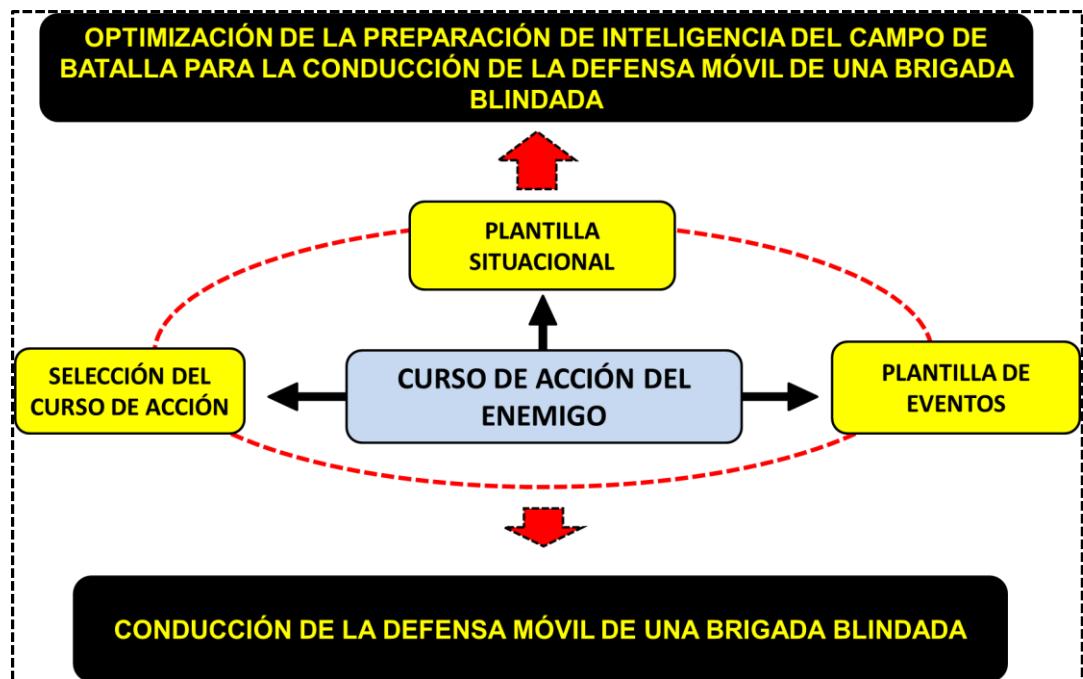 OPTIMIZACIÓN DE LA PREPARACIÓN DE INTELIGENCIA DEL CAMPO DE
BATALLA PARA LA CONDUCCIÓN DE LA DEFENSA MÓVIL DE UNA BRIGADA
BLINDADA
PLANTILLA
SITUACIONAL
SELECCIÓN DEL
CURSO DE ACCIÓN
CURSO DE ACCIÓN DEL
ENEMIGO
PLANTILLA DE
EVENTOS
CONDUCCIÓN DE LA DEFENSA MÓVIL DE UNA BRIGADA BLINDADA